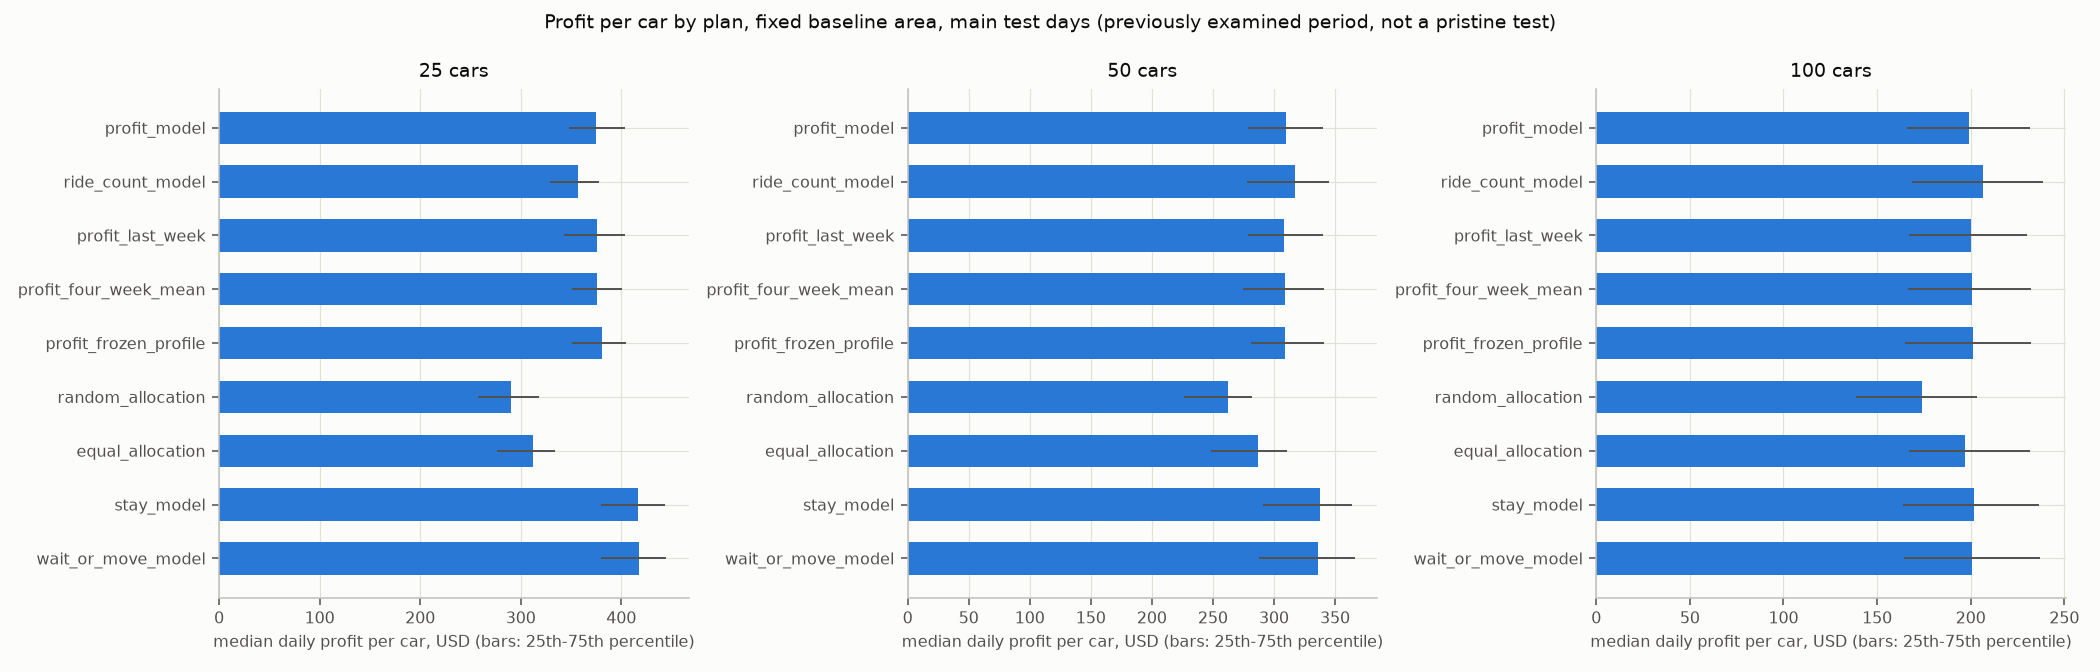 Profit per car by plan, fixed baseline area, main test days (previously examined period, not a pristine test)
25 cars
profit_model
ride_count_model
profit_last_week
profit_four_week_mean
profit_frozen_profile
random_allocation
equal_allocation
stay_model
wait_or_move_model
0 100 200 300 400
median daily profit per car, USD (bars: 25th-75th percentile)
50 cars
profit_model
ride_count_model
profit_last_week
profit_four_week_mean
profit_frozen_profile
random_allocation
equal_allocation
stay_model
wait_or_move_model
0 50 100 150 200 250 300 350
median daily profit per car, USD (bars: 25th-75th percentile)
100 cars
profit_model
ride_count_model
profit_last_week
profit_four_week_mean
profit_frozen_profile
random_allocation
equal_allocation
stay_model
wait_or_move_model
0 50 100 150 200 250
median daily profit per car, USD (bars: 25th-75th percentile)